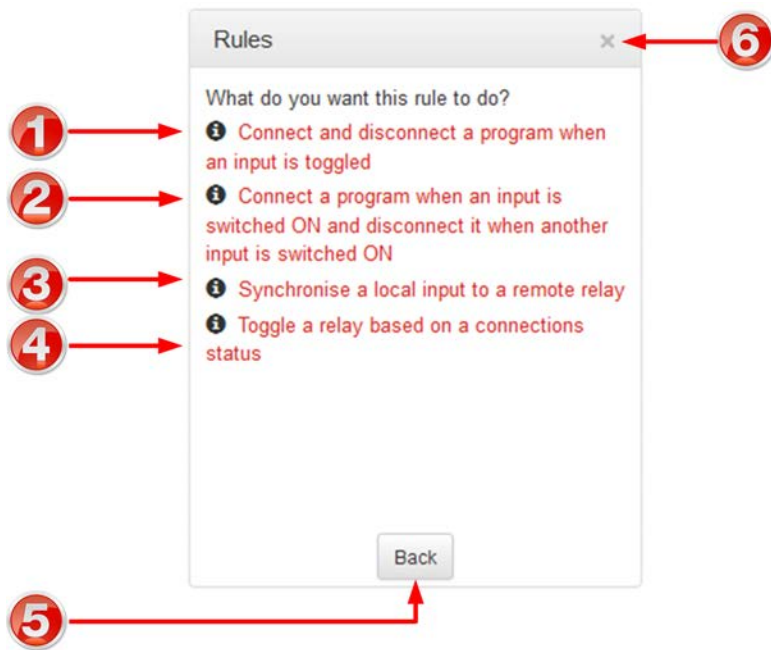 Rules
×
6
What do you want this rule to do?
1
Connect and disconnect a program when
an input is toggled
2
Connect a program when an input is
switched ON and disconnect it when another
input is switched ON
3
Synchronise a local input to a remote relay
4
Toggle a relay based on a connections
status
Back
5